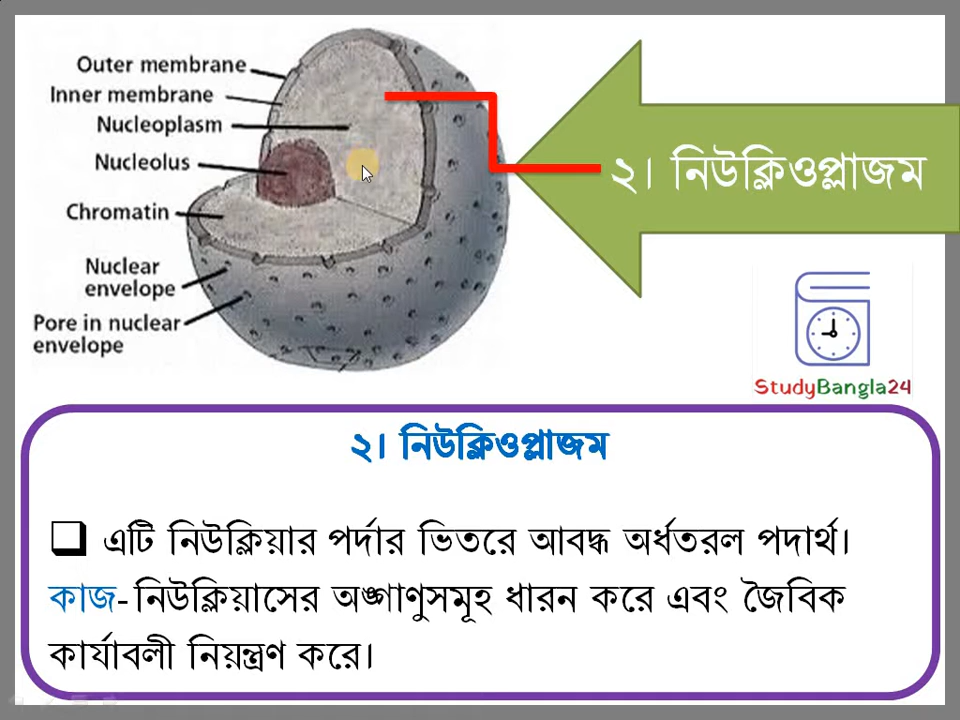 Outer membrane
Inner membrane
Nucleoplasm
Nucleolus
Chromatin
Nuclear
envelope
Pore in nuclear
envelope
২। নিউক্লিওপ্লাজম
StudyBangla24
২। নিউক্লিওপ্লাজম
❑ এটি নিউক্লিয়ার পর্দার ভিতরে আবদ্ধ অর্ধতরল পদার্থ।
কাজ-নিউক্লিয়াসের অঙ্গাণুসমূহ ধারন করে এবং জৈবিক
কার্যাবলী নিয়ন্ত্রণ করে।